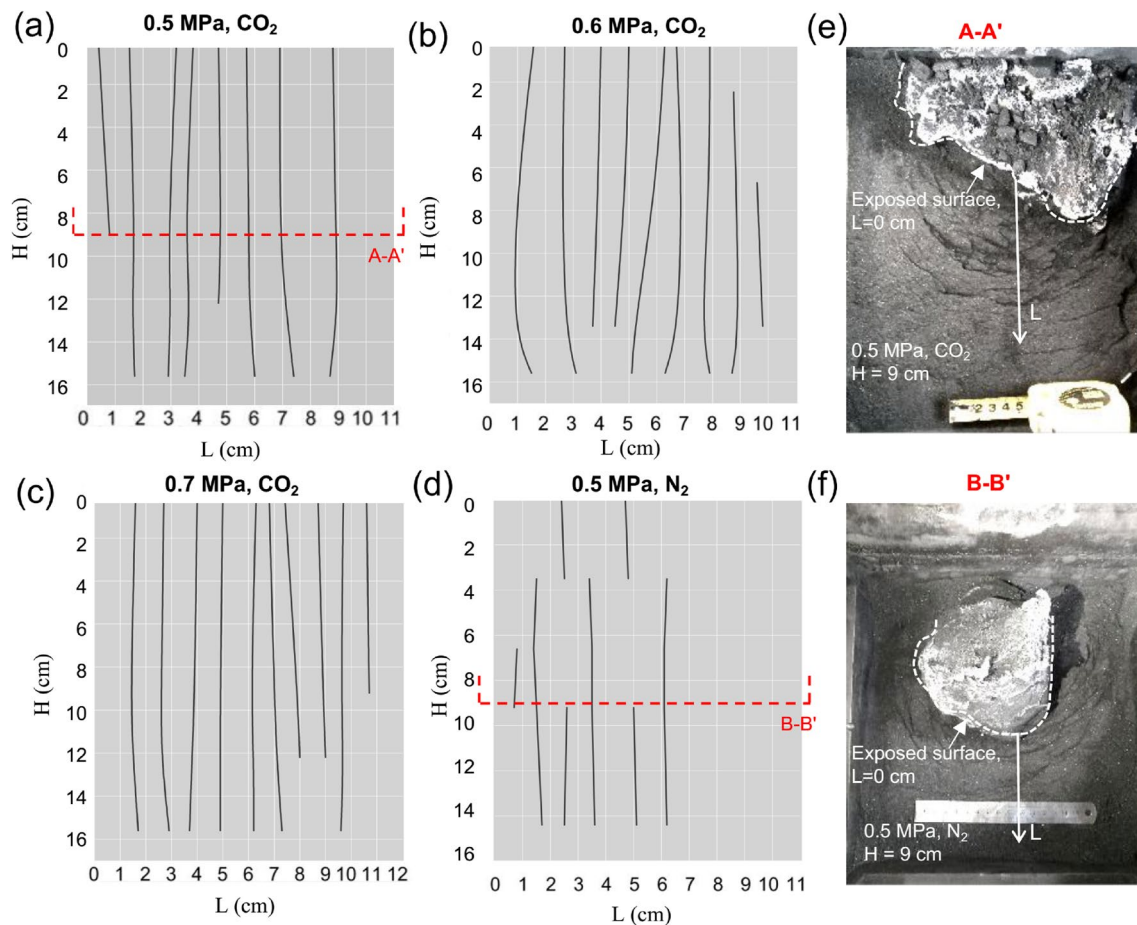 (a)
0.5 MPa, CO₂
0
2
4
6
8
10
12
14
16
H (cm)
A-A'
0 1 2 3 4 5 6 7 8 9 10 11
L (cm)
(b)
0.6 MPa, CO₂
0
2
4
6
8
10
12
14
16
H (cm)
0 1 2 3 4 5 6 7 8 9 10 11
L (cm)
(e)
A-A'
Exposed surface,
L=0 cm
L
0.5 MPa, CO₂
H = 9 cm
2 3 4 5
(c)
0.7 MPa, CO₂
0
2
4
6
8
10
12
14
16
H (cm)
0 1 2 3 4 5 6 7 8 9 10 11 12
L (cm)
(d)
0.5 MPa, N₂
0
2
4
6
8
10
12
14
16
H (cm)
B-B'
0 1 2 3 4 5 6 7 8 9 10 11
L (cm)
(f)
B-B'
Exposed surface,
L=0 cm
L
0.5 MPa, N₂
H = 9 cm